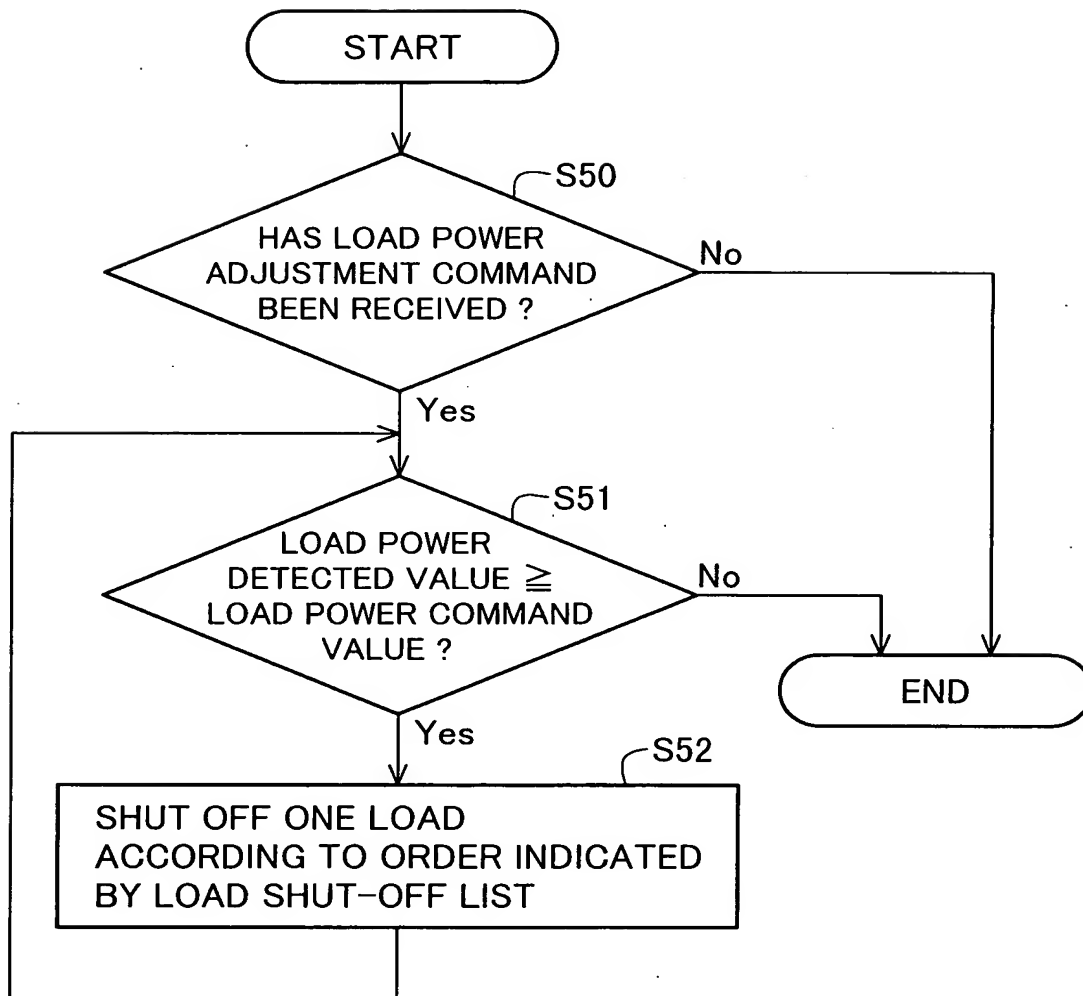 START
S50
HAS LOAD POWER
ADJUSTMENT COMMAND
BEEN RECEIVED ?
No
Yes
S51
LOAD POWER
DETECTED VALUE ≧
LOAD POWER COMMAND
VALUE ?
No
END
Yes
S52
SHUT OFF ONE LOAD
ACCORDING TO ORDER INDICATED
BY LOAD SHUT-OFF LIST